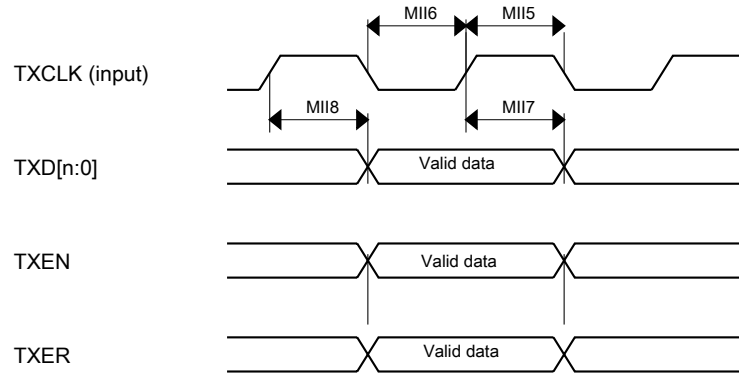 MII6 MII5
TXCLK (input)
MII8 MII7
TXD[n:0] Valid data
TXEN Valid data
TXER Valid data